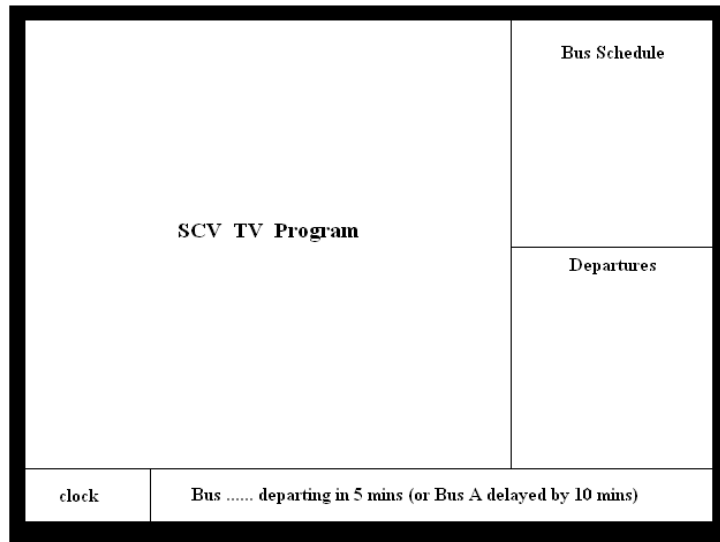 SCV TV Program
Bus Schedule
Departures
clock
Bus ...... departing in 5 mins (or Bus A delayed by 10 mins)